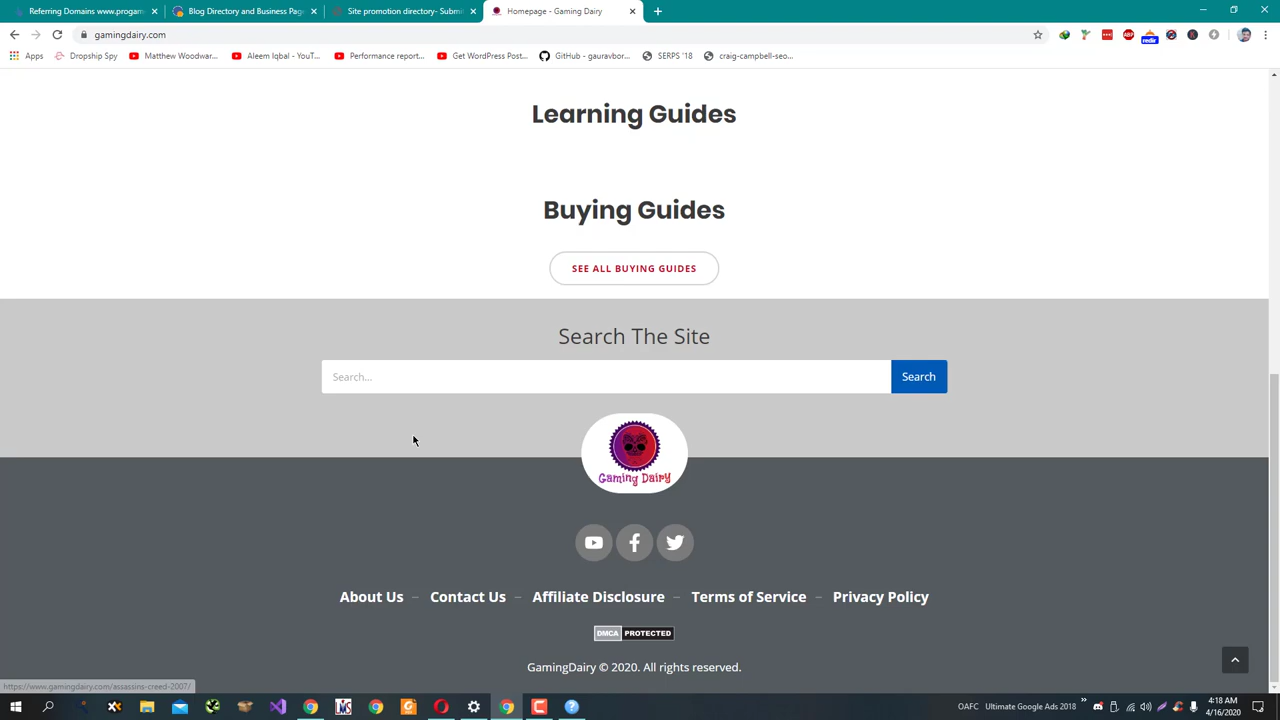 Referring Domains www.progame
Blog Directory and Business Page
Site promotion directory- Submit
Homepage - Gaming Dairy
gamingdairy.com
Apps
Dropship Spy
Matthew Woodwar...
Aleem Iqbal - YouT...
Performance report...
Get WordPress Post...
GitHub - gauravbor...
SERPS '18
craig-campbell-seo...
Learning Guides
Buying Guides
SEE ALL BUYING GUIDES
Search The Site
Search...
Search
Gaming Dairy
About Us – Contact Us – Affiliate Disclosure – Terms of Service – Privacy Policy
DMCA PROTECTED
GamingDairy © 2020. All rights reserved.
https://www.gamingdairy.com/assassins-creed-2007/
OAFC
Ultimate Google Ads 2018
4:18 AM
4/16/2020